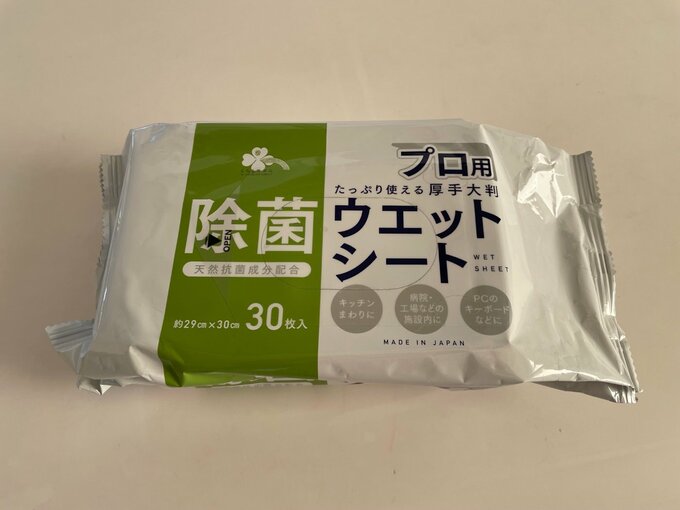 プロ用
たっぷり使える厚手大判
除菌
ウエット
シート
OPEN
WET
SHEET
天然抗菌成分配合
約29cm×30cm 30枚入
キッチン
まわりに
病院・
工場などの
施設内に
PCの
キーボード
などに
MADE IN JAPAN